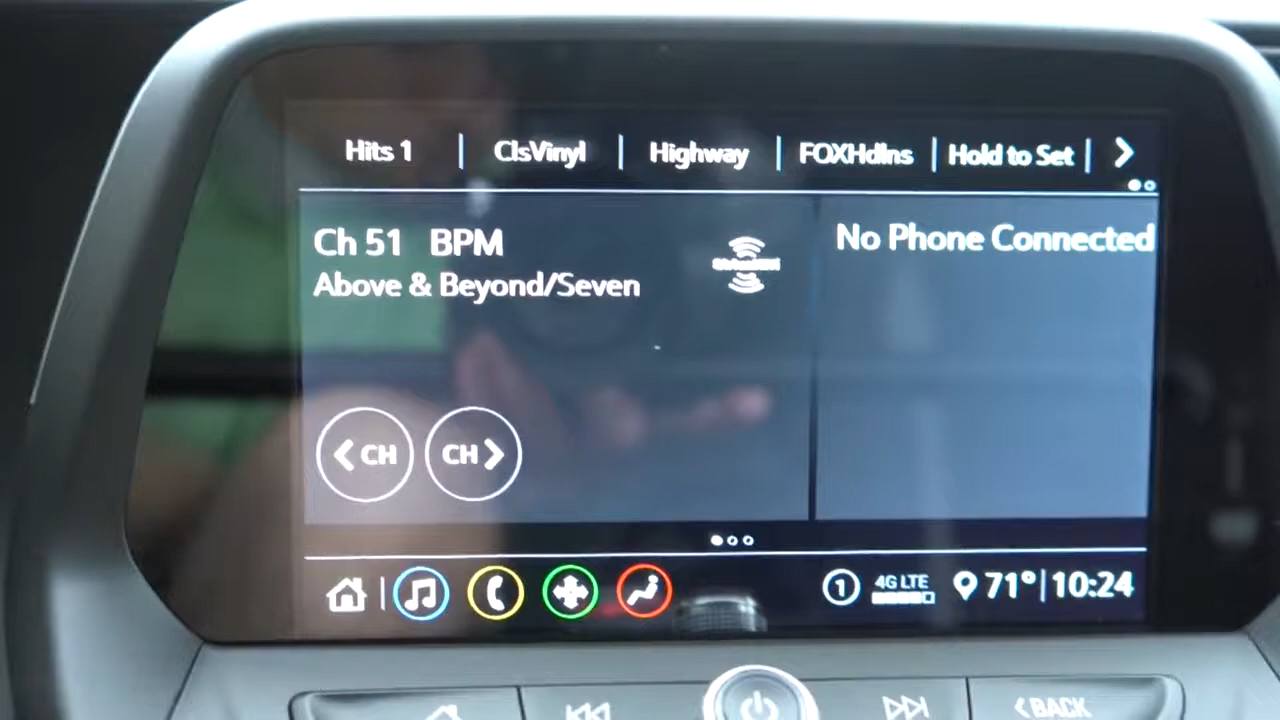 Hits 1 | ClsVinyl | Highway | FOXHdlns | Hold to Set |
Ch 51 BPM
Above & Beyond/Seven
No Phone Connected
CH CH
1 4G LTE 71° | 10:24
BACK